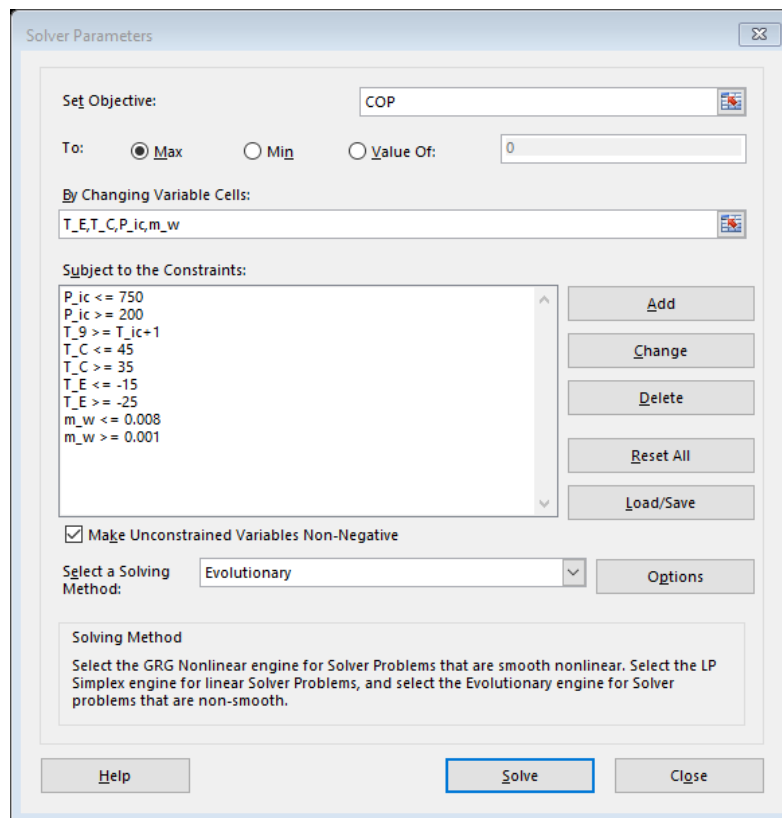 Solver Parameters
Set Objective:
COP
To:
Max
Min
Value Of:
0
By Changing Variable Cells:
T_E,T_C,P_ic,m_w
Subject to the Constraints:
P_ic <= 750
P_ic >= 200
T_9 >= T_ic+1
T_C <= 45
T_C >= 35
T_E <= -15
T_E >= -25
m_w <= 0.008
m_w >= 0.001
Add
Change
Delete
Reset All
Load/Save
Make Unconstrained Variables Non-Negative
Select a Solving
Method:
Evolutionary
Options
Solving Method
Select the GRG Nonlinear engine for Solver Problems that are smooth nonlinear. Select the LP
Simplex engine for linear Solver Problems, and select the Evolutionary engine for Solver
problems that are non-smooth.
Help
Solve
Close